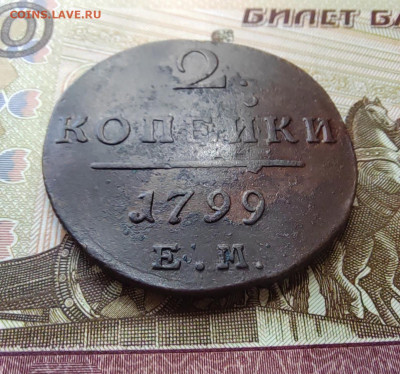 COINS.LAVE.RU
БИЛЕТ БА
2
КОПЕЙКИ
1799
Е.М.